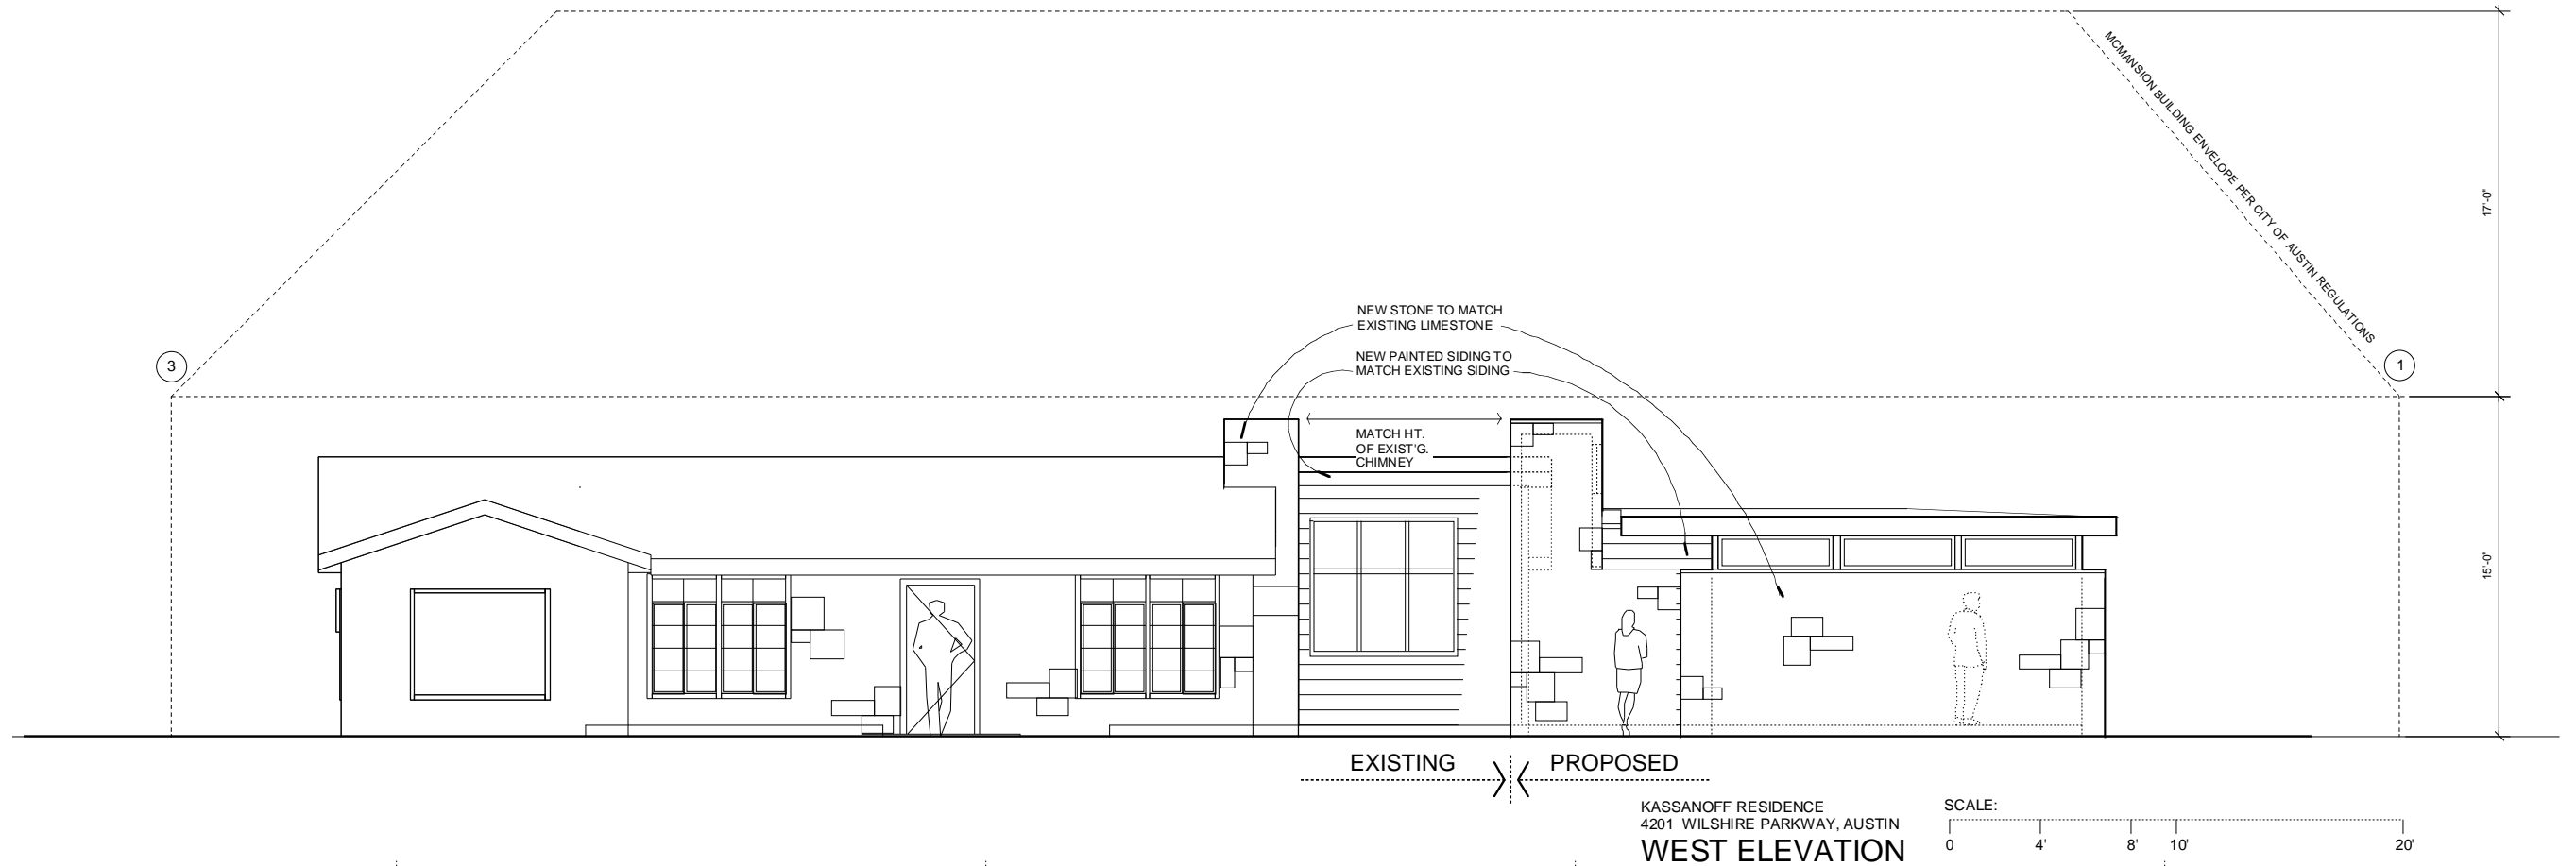 MCMANSION BUILDING ENVELOPE PER CITY OF AUSTIN REGULATIONS
17'-0"
NEW STONE TO MATCH
EXISTING LIMESTONE
NEW PAINTED SIDING TO
MATCH EXISTING SIDING
3
1
MATCH HT.
OF EXIST'G.
CHIMNEY
15'-0"
EXISTING
PROPOSED
KASSANOFF RESIDENCE
4201 WILSHIRE PARKWAY, AUSTIN
WEST ELEVATION
SCALE:
0 4' 8' 10' 20'